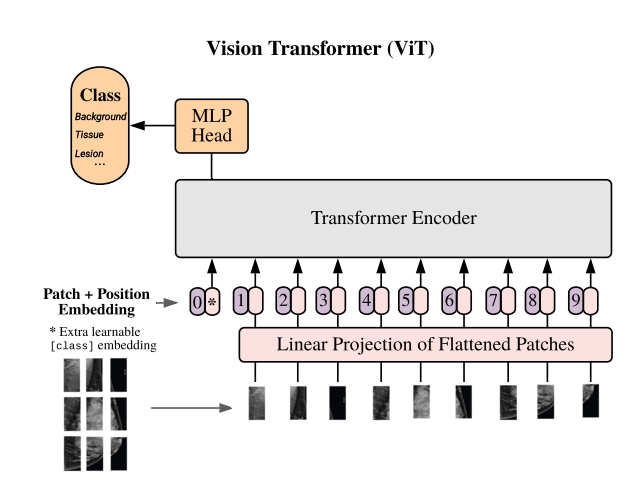 Vision Transformer (ViT)
Class
Background
Tissue
Lesion
...
MLP
Head
Transformer Encoder
Patch + Position
Embedding
0 * 1 2 3 4 5 6 7 8 9
* Extra learnable
[class] embedding
Linear Projection of Flattened Patches